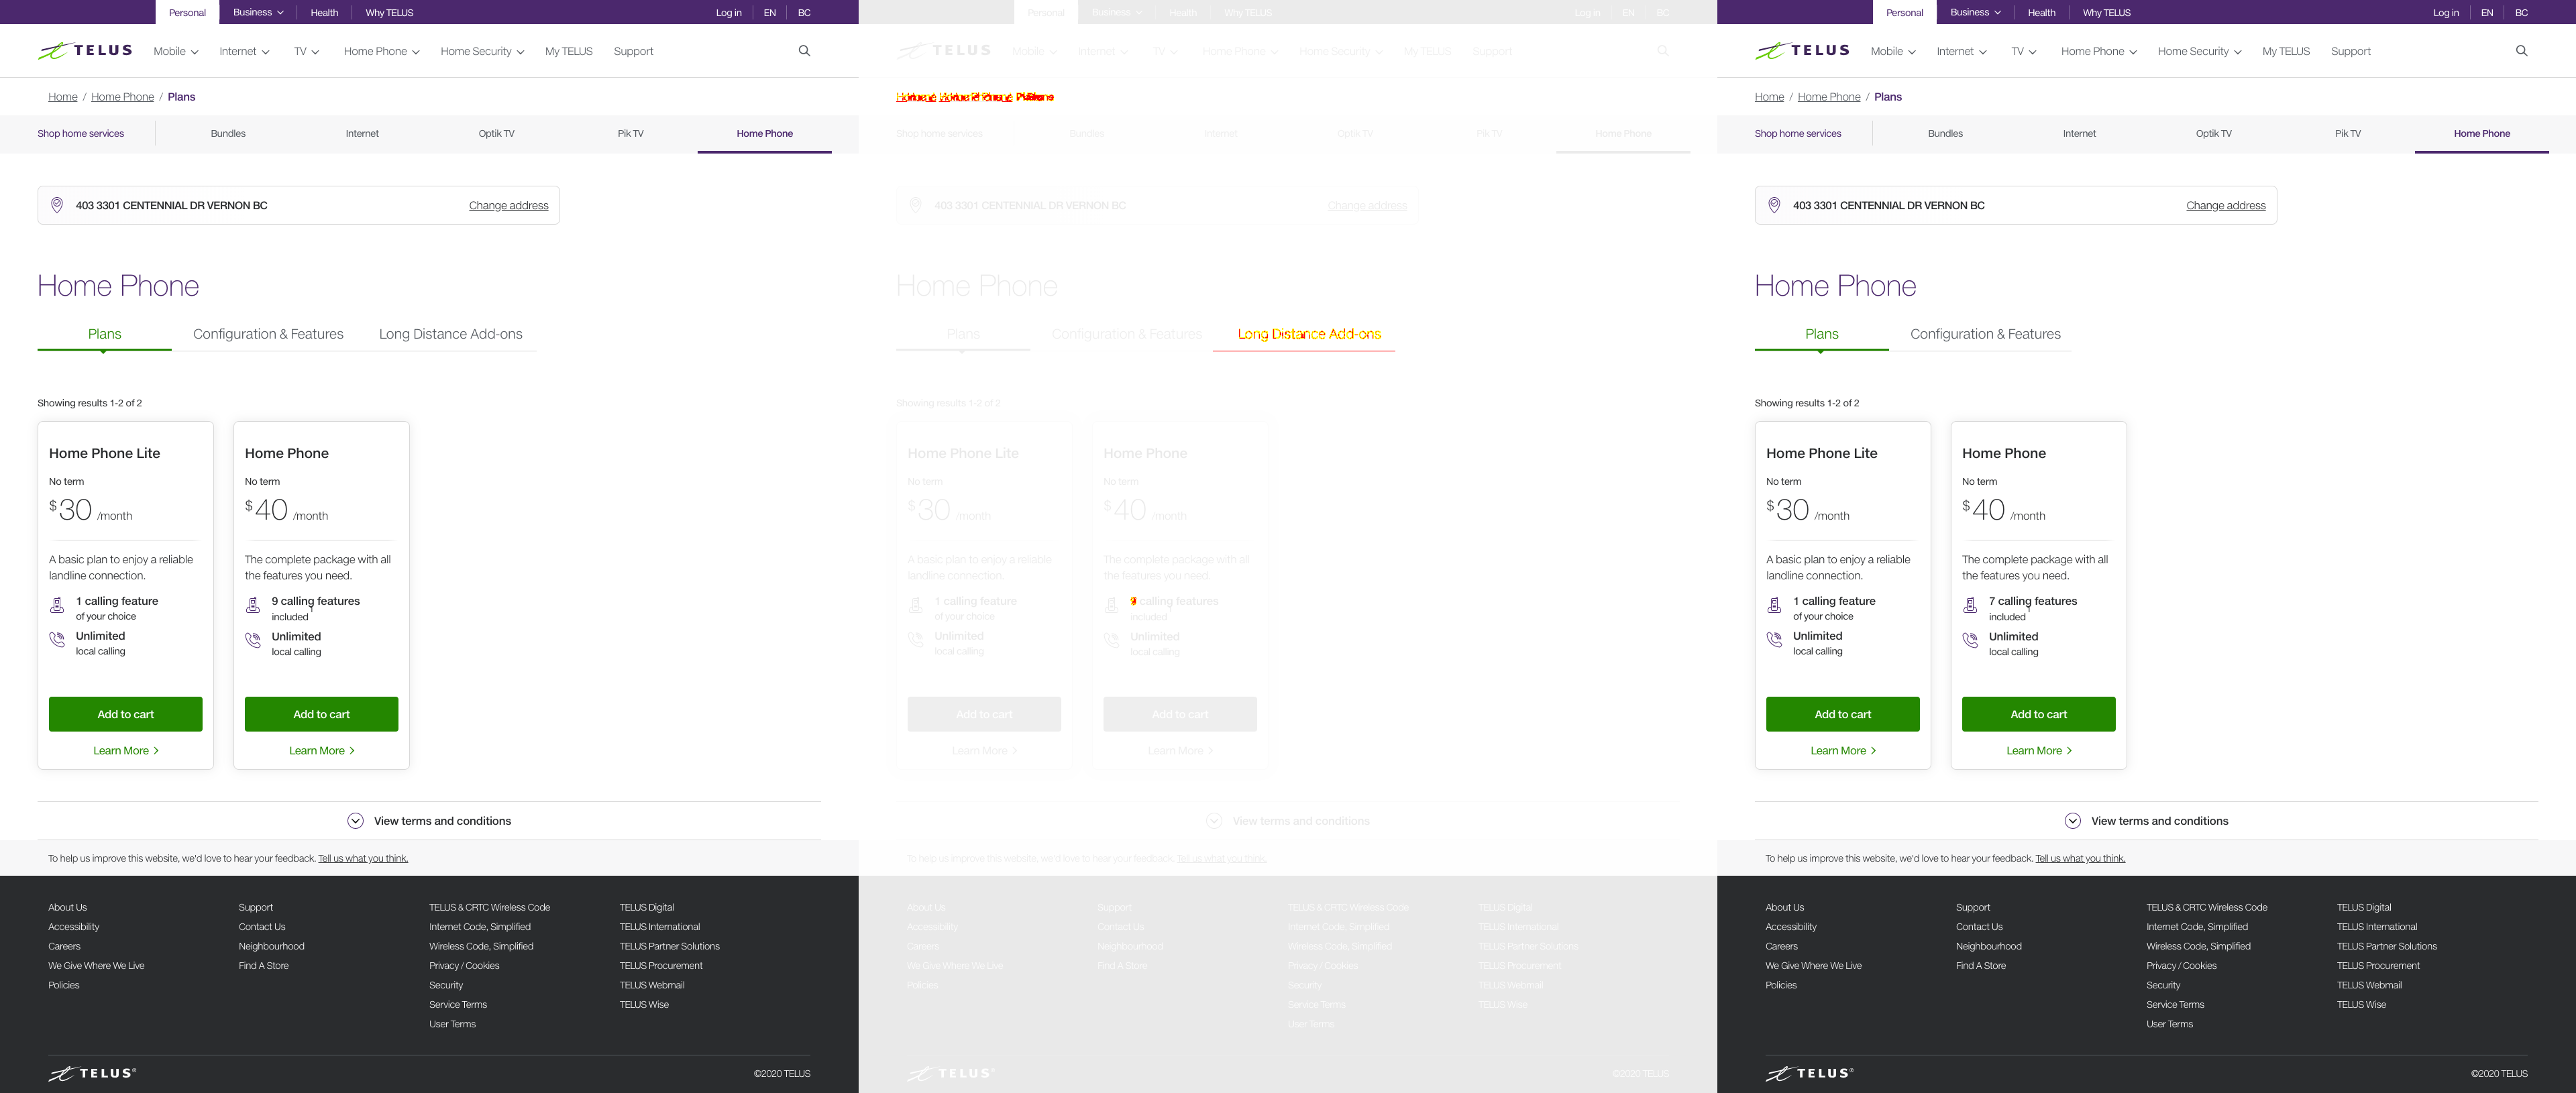 Personal Business Health Why TELUS Log in EN BC
TELUS Mobile Internet TV Home Phone Home Security My TELUS Support
Home / Home Phone / Plans
Shop home services Bundles Internet Optik TV Pik TV Home Phone
403 3301 CENTENNIAL DR VERNON BC Change address
Home Phone
Plans Configuration & Features Long Distance Add-ons
Showing results 1-2 of 2
Home Phone Lite
No term
$30 /month
A basic plan to enjoy a reliable
landline connection.
1 calling feature
of your choice
Unlimited
local calling
Add to cart
Learn More
Home Phone
No term
$40 /month
The complete package with all
the features you need.
9 calling features
included
Unlimited
local calling
Add to cart
Learn More
View terms and conditions
To help us improve this website, we'd love to hear your feedback. Tell us what you think.
About Us
Accessibility
Careers
We Give Where We Live
Policies
Support
Contact Us
Neighbourhood
Find A Store
TELUS & CRTC Wireless Code
Internet Code, Simplified
Wireless Code, Simplified
Privacy / Cookies
Security
Service Terms
User Terms
TELUS Digital
TELUS International
TELUS Partner Solutions
TELUS Procurement
TELUS Webmail
TELUS Wise
TELUS® ©2020 TELUS
Personal Business Health Why TELUS Log in EN BC
TELUS Mobile Internet TV Home Phone Home Security My TELUS Support
Shop home services Bundles Internet Optik TV Pik TV Home Phone
403 3301 CENTENNIAL DR VERNON BC Change address
Home Phone
Plans Configuration & Features Long Distance Add-ons
Showing results 1-2 of 2
Home Phone Lite
No term
$30 /month
A basic plan to enjoy a reliable
landline connection.
1 calling feature
of your choice
Unlimited
local calling
Add to cart
Learn More
Home Phone
No term
$40 /month
The complete package with all
the features you need.
calling features
included
Unlimited
local calling
Add to cart
Learn More
View terms and conditions
To help us improve this website, we'd love to hear your feedback. Tell us what you think.
About Us
Accessibility
Careers
We Give Where We Live
Policies
Support
Contact Us
Neighbourhood
Find A Store
TELUS & CRTC Wireless Code
Internet Code, Simplified
Wireless Code, Simplified
Privacy / Cookies
Security
Service Terms
User Terms
TELUS Digital
TELUS International
TELUS Partner Solutions
TELUS Procurement
TELUS Webmail
TELUS Wise
TELUS® ©2020 TELUS
Personal Business Health Why TELUS Log in EN BC
TELUS Mobile Internet TV Home Phone Home Security My TELUS Support
Home / Home Phone / Plans
Shop home services Bundles Internet Optik TV Pik TV Home Phone
403 3301 CENTENNIAL DR VERNON BC Change address
Home Phone
Plans Configuration & Features
Showing results 1-2 of 2
Home Phone Lite
No term
$30 /month
A basic plan to enjoy a reliable
landline connection.
1 calling feature
of your choice
Unlimited
local calling
Add to cart
Learn More
Home Phone
No term
$40 /month
The complete package with all
the features you need.
7 calling features
included
Unlimited
local calling
Add to cart
Learn More
View terms and conditions
To help us improve this website, we'd love to hear your feedback. Tell us what you think.
About Us
Accessibility
Careers
We Give Where We Live
Policies
Support
Contact Us
Neighbourhood
Find A Store
TELUS & CRTC Wireless Code
Internet Code, Simplified
Wireless Code, Simplified
Privacy / Cookies
Security
Service Terms
User Terms
TELUS Digital
TELUS International
TELUS Partner Solutions
TELUS Procurement
TELUS Webmail
TELUS Wise
TELUS® ©2020 TELUS